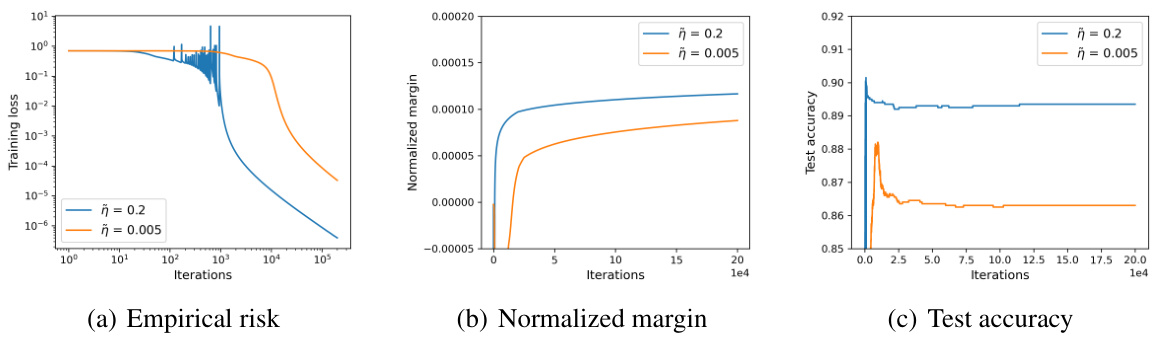 10¹
10⁰
10⁻¹
10⁻²
10⁻³
10⁻⁴
10⁻⁵
10⁻⁶
Training loss
η̃ = 0.2
η̃ = 0.005
10⁰ 10¹ 10² 10³ 10⁴ 10⁵
Iterations
(a) Empirical risk
0.00020
0.00015
0.00010
0.00005
0.00000
−0.00005
Normalized margin
η̃ = 0.2
η̃ = 0.005
0 5 10 15 20
Iterations
1e4
(b) Normalized margin
0.92
0.91
0.90
0.89
0.88
0.87
0.86
0.85
Test accuracy
η̃ = 0.2
η̃ = 0.005
0.0 2.5 5.0 7.5 10.0 12.5 15.0 17.5 20.0
Iterations
1e4
(c) Test accuracy